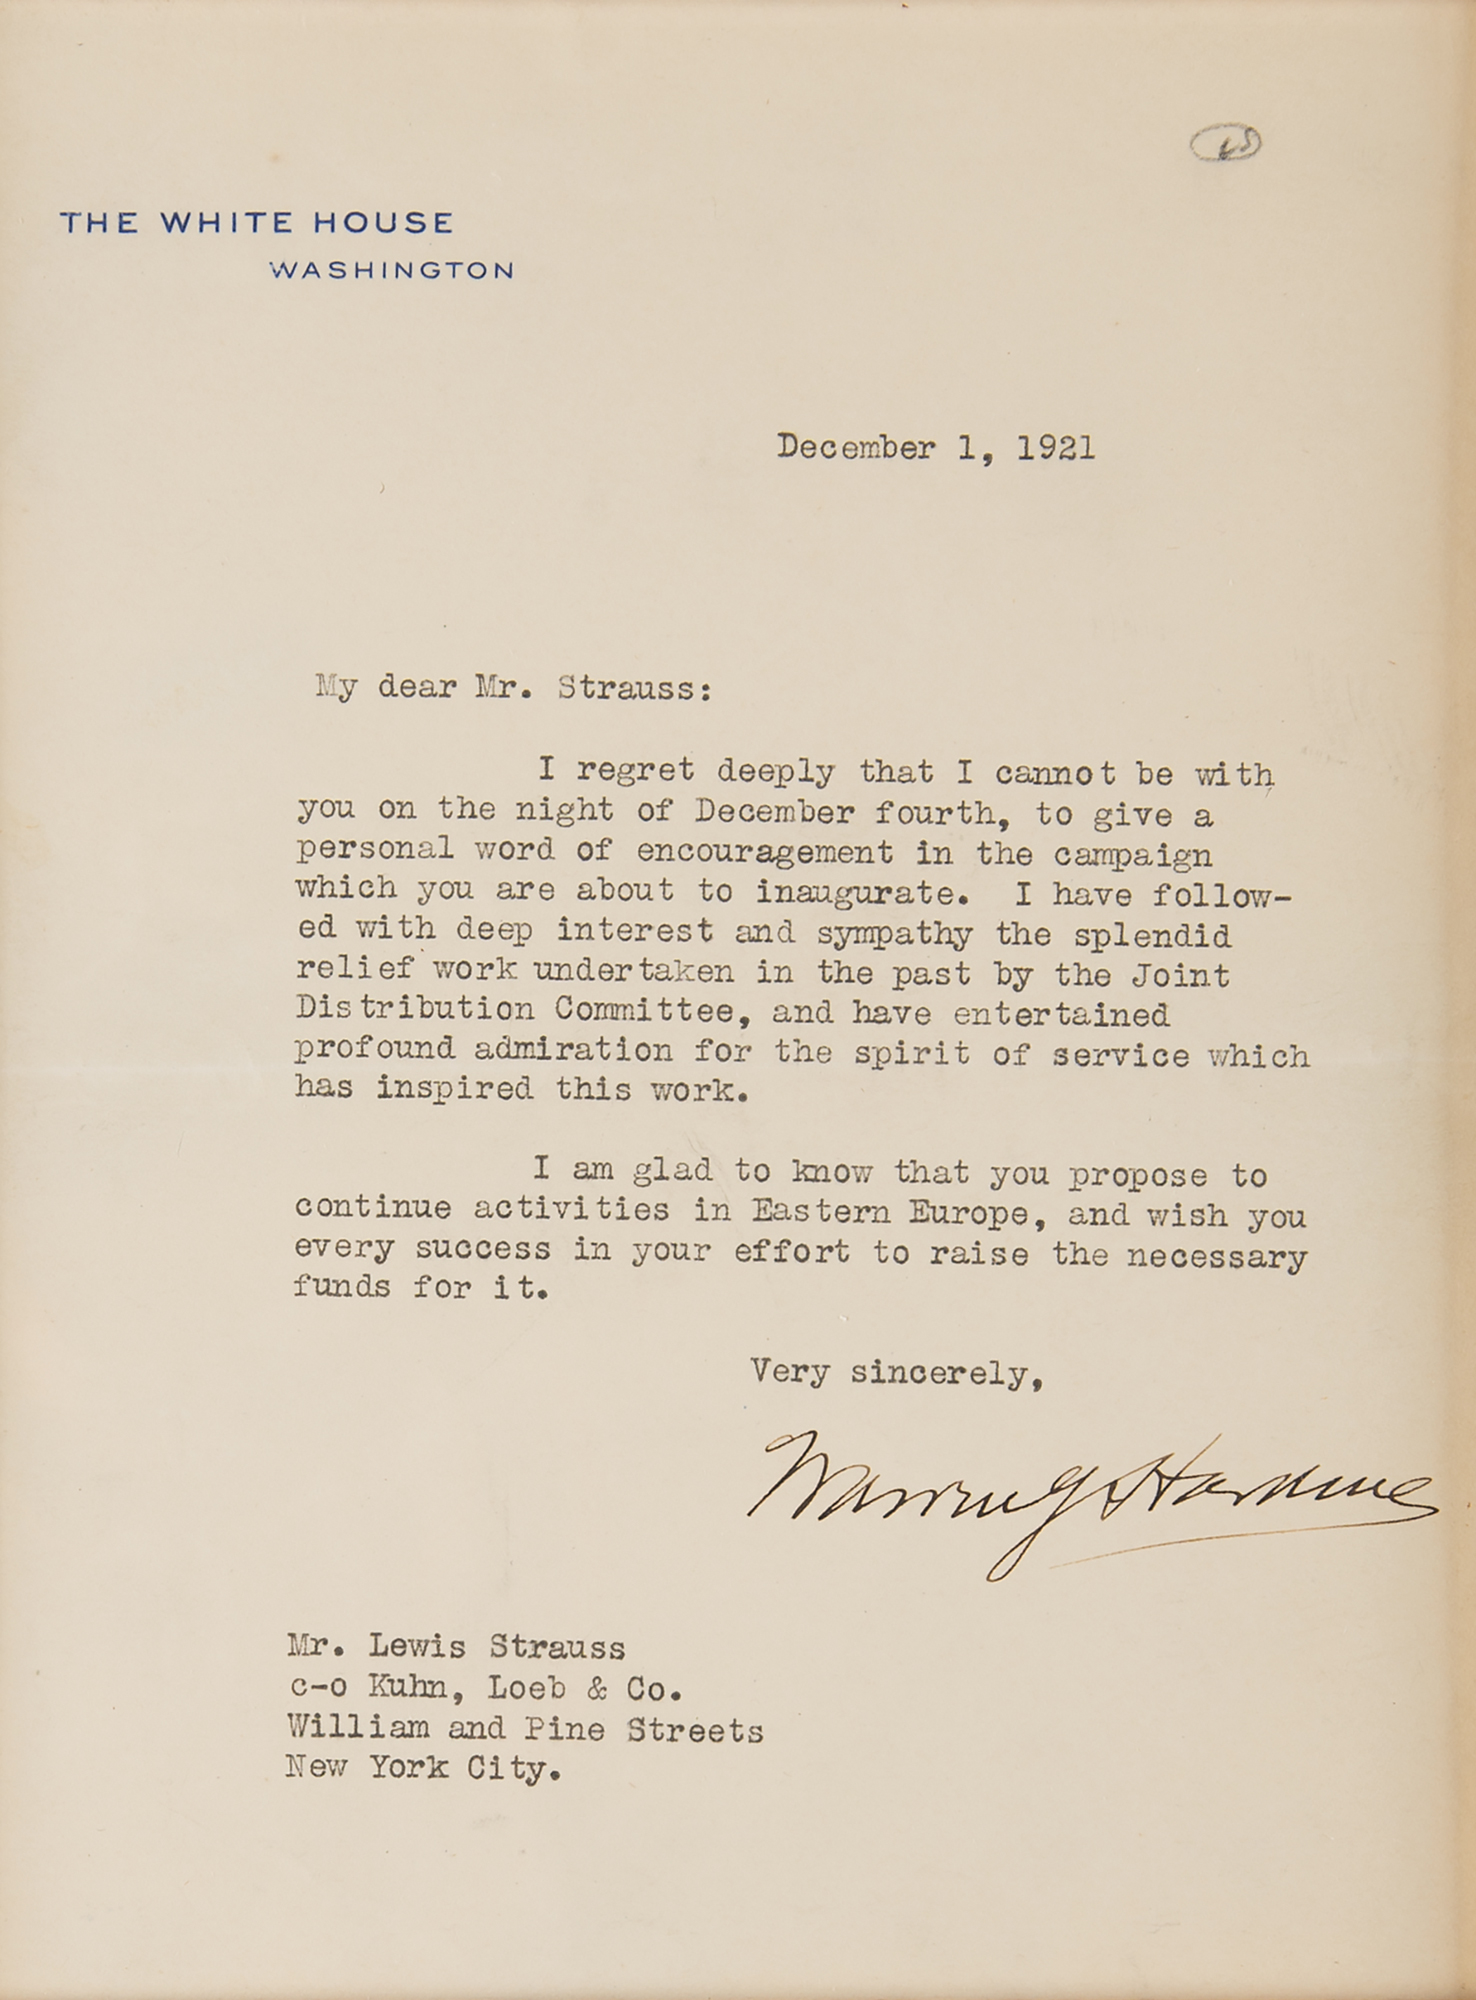 LS
THE WHITE HOUSE
WASHINGTON
December 1, 1921
My dear Mr. Strauss:
I regret deeply that I cannot be with
you on the night of December fourth, to give a
personal word of encouragement in the campaign
which you are about to inaugurate. I have follow-
ed with deep interest and sympathy the splendid
relief work undertaken in the past by the Joint
Distribution Committee, and have entertained
profound admiration for the spirit of service which
has inspired this work.
I am glad to know that you propose to
continue activities in Eastern Europe, and wish you
every success in your effort to raise the necessary
funds for it.
Very sincerely,
Warren G Harding
Mr. Lewis Strauss
c-o Kuhn, Loeb & Co.
William and Pine Streets
New York City.